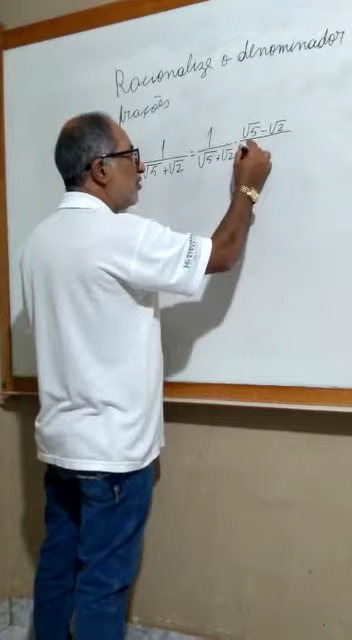 Racionalize o denominador
frações
1/(√5+√2) = 1/(√5+√2) · (√5-√2)/